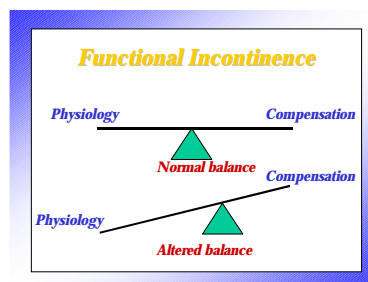 Functional Incontinence
Physiology Compensation
Normal balance
Compensation
Physiology
Altered balance